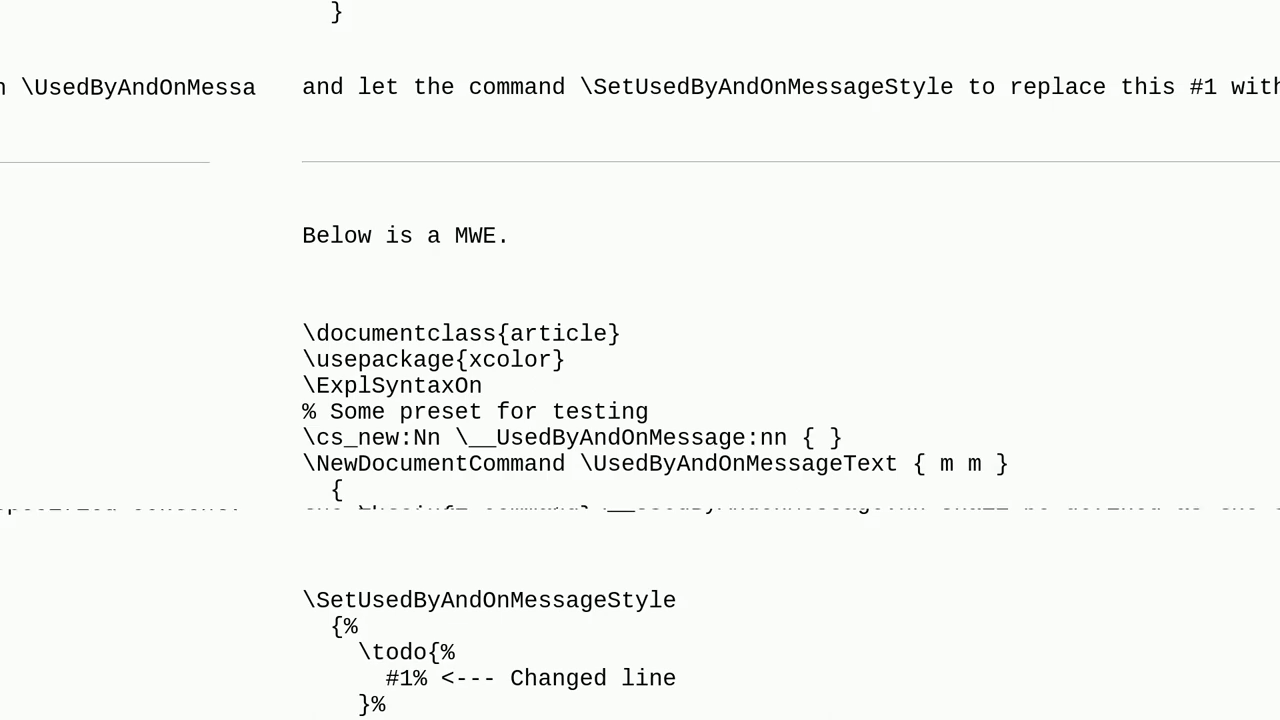 }
n \UsedByAndOnMessa and let the command \SetUsedByAndOnMessageStyle to replace this #1 with
Below is a MWE.
\documentclass{article}
\usepackage{xcolor}
\ExplSyntaxOn
% Some preset for testing
\cs_new:Nn \__UsedByAndOnMessage:nn { }
\NewDocumentCommand \UsedByAndOnMessageText { m m }
{
\SetUsedByAndOnMessageStyle
{%
\todo{%
#1% <--- Changed line
}%